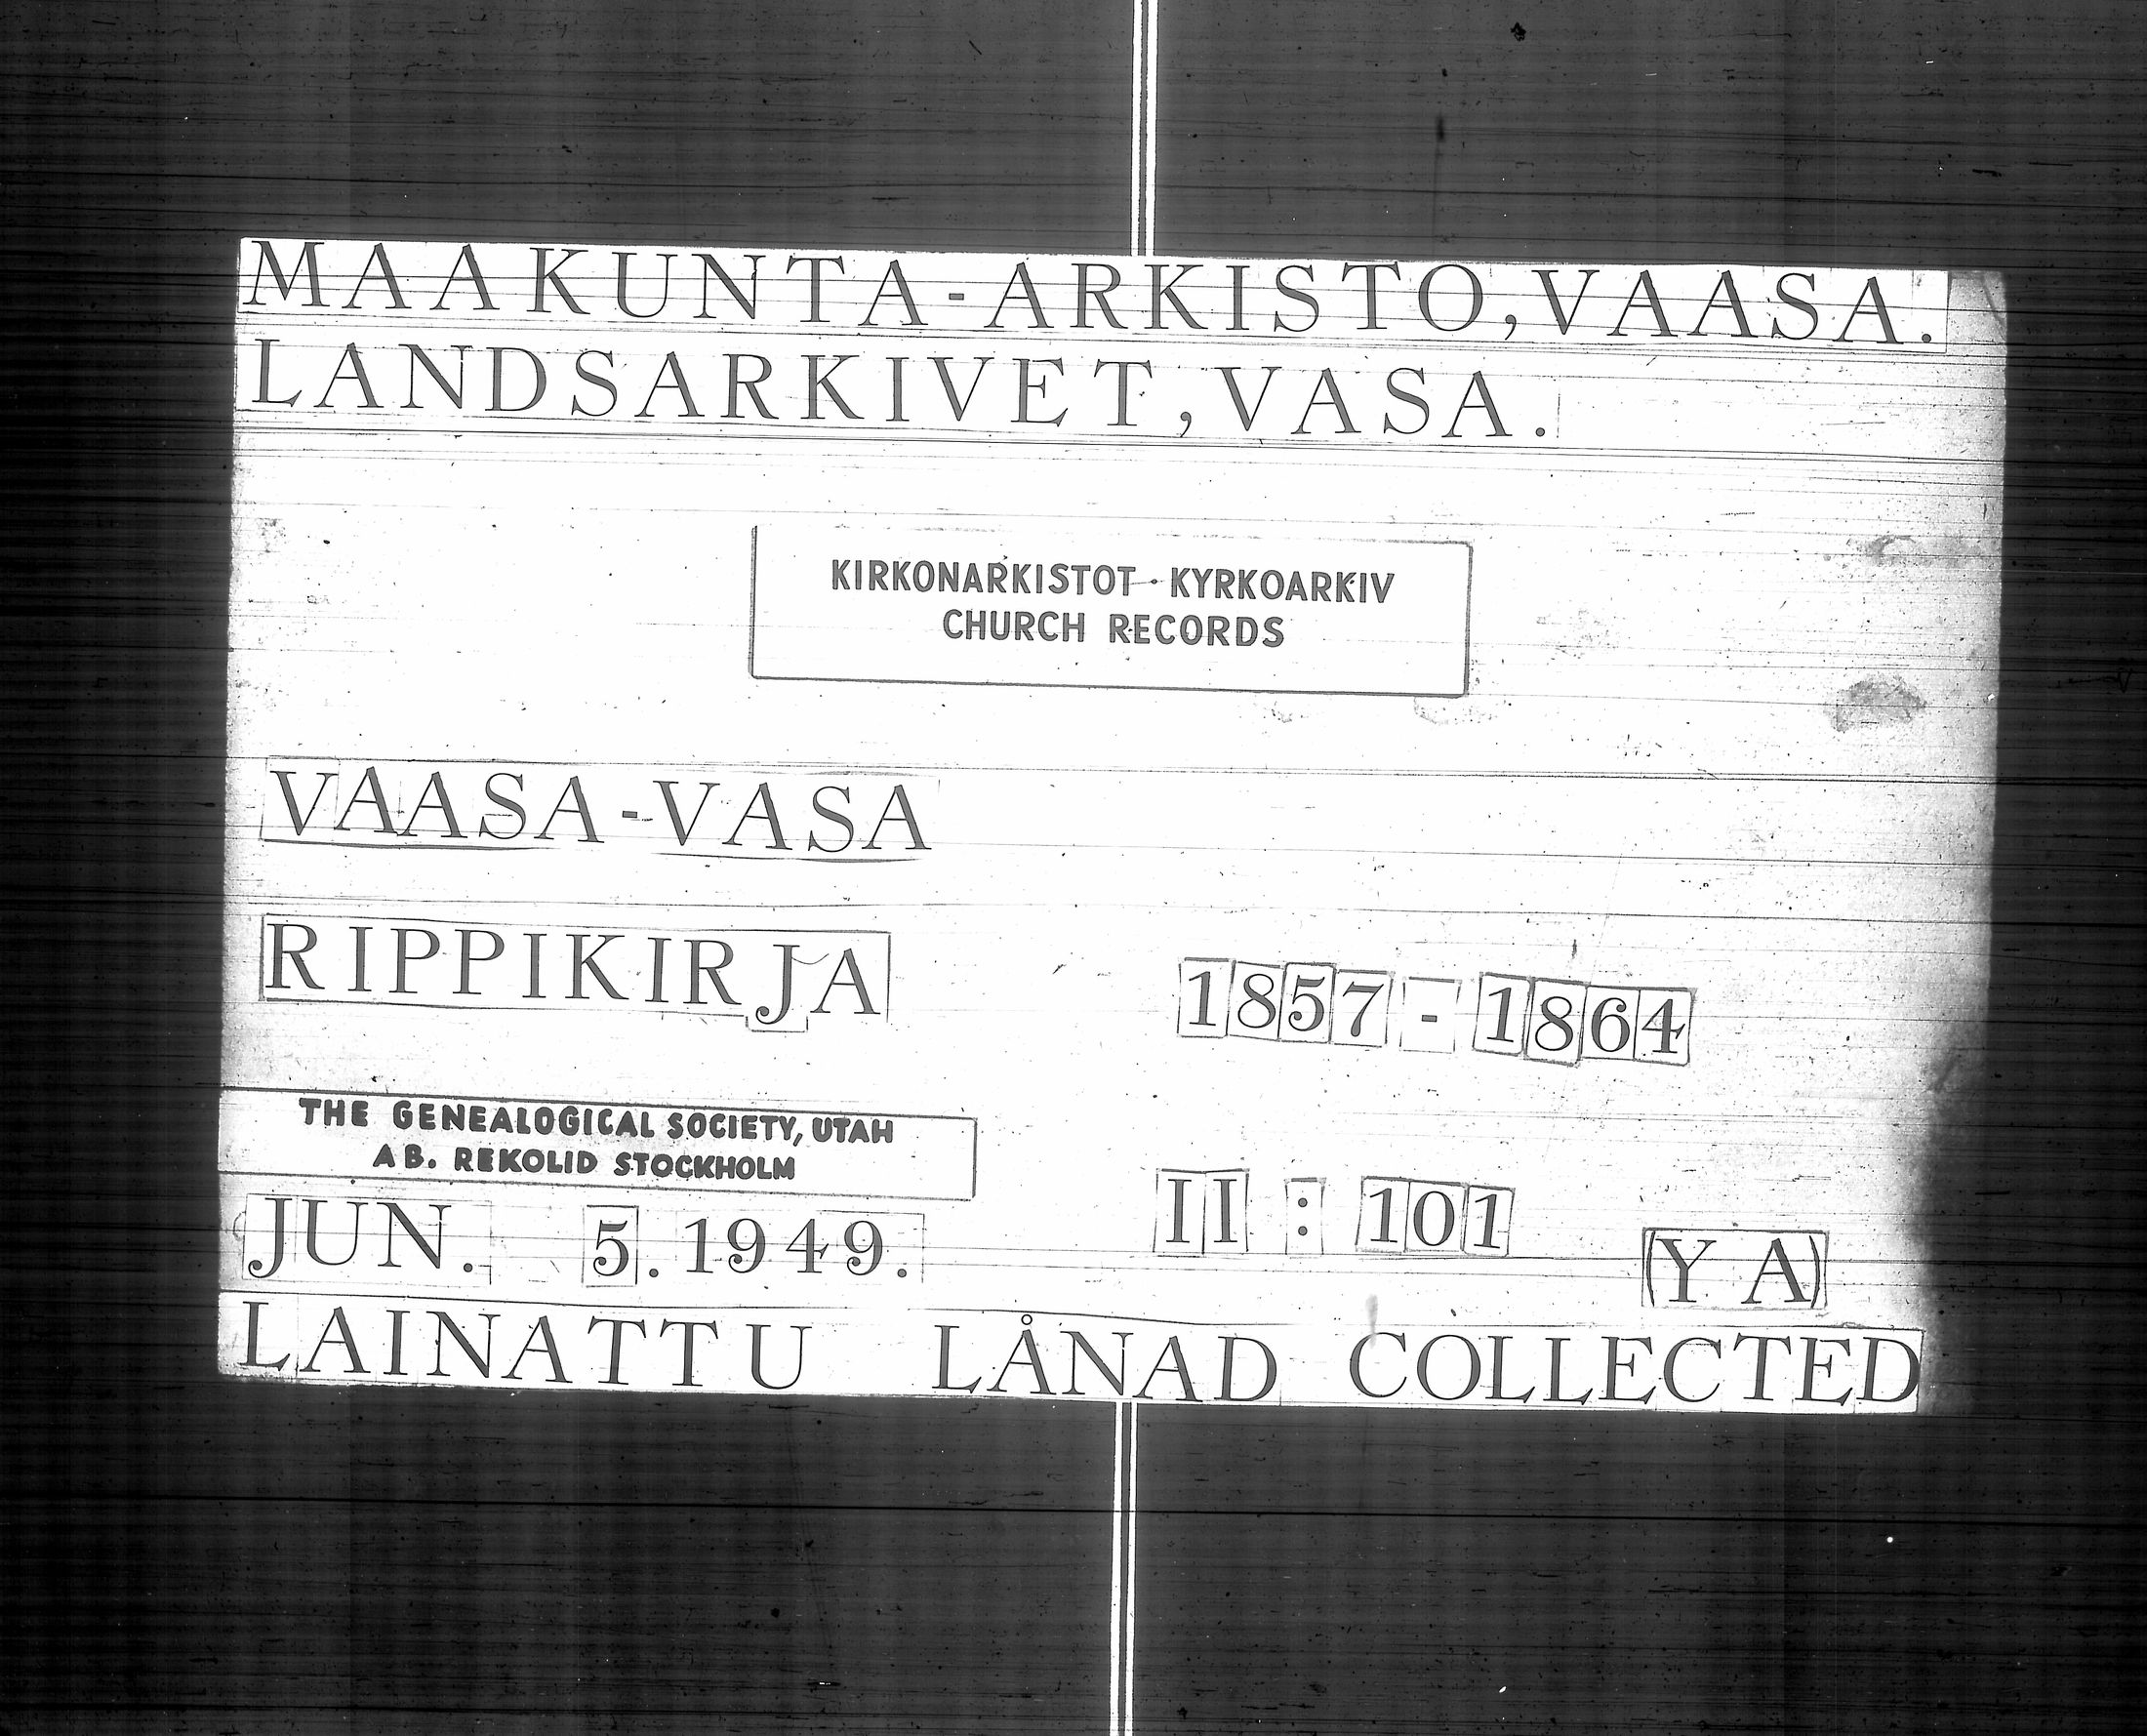 MAAKUNTA-ARKISTO,VAASA.
LANDSARKIVET,VASA.
KIRKONARKISTOT - KYRKOARKIV
CHURCH RECORDS
VAASA-VASA
RIPPIKIRJA 1857 - 1864
THE GENEALOGICAL SOCIETY, UTAH
AB. REKOLID STOCKHOLM
JUN. 5.1949. II : 101 (Y A)
LAINATTU LÅNAD COLLECTED